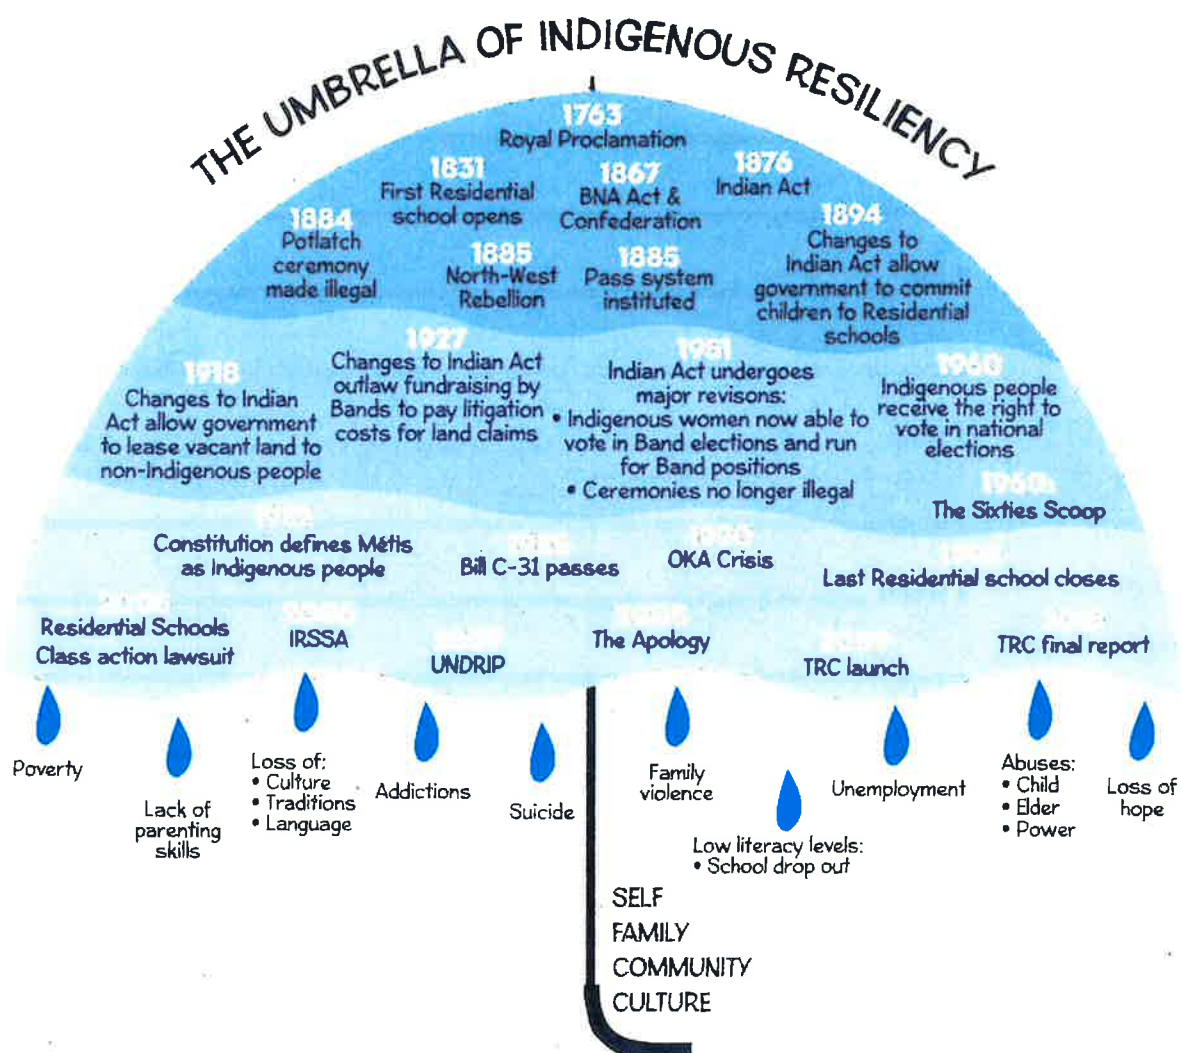 THE UMBRELLA OF INDIGENOUS RESILIENCY
1763
Royal Proclamation
1831
First Residential
school opens
1867
BNA Act &
Confederation
1876
Indian Act
1884
Potlatch
ceremony
made illegal
1885
North-West
Rebellion
1885
Pass system
instituted
1894
Changes to
Indian Act allow
government to commit
children to Residential
schools
1918
Changes to Indian
Act allow government
to lease vacant land to
non-Indigenous people
1927
Changes to Indian Act
outlaw fundraising by
Bands to pay litigation
costs for land claims
1951
Indian Act undergoes
major revisons:
• Indigenous women now able to
vote in Band elections and run
for Band positions
• Ceremonies no longer illegal
1960
Indigenous people
receive the right to
vote in national
elections
1960s
The Sixties Scoop
Constitution defines Métis
as Indigenous people
Bill C-31 passes
OKA Crisis
Last Residential school closes
Residential Schools
Class action lawsuit
IRSSA
UNDRIP
The Apology
TRC launch
TRC final report
Poverty
Lack of
parenting
skills
Loss of:
• Culture
• Traditions
• Language
Addictions
Suicide
Family
violence
Low literacy levels:
• School drop out
Unemployment
Abuses:
• Child
• Elder
• Power
Loss of
hope
SELF
FAMILY
COMMUNITY
CULTURE